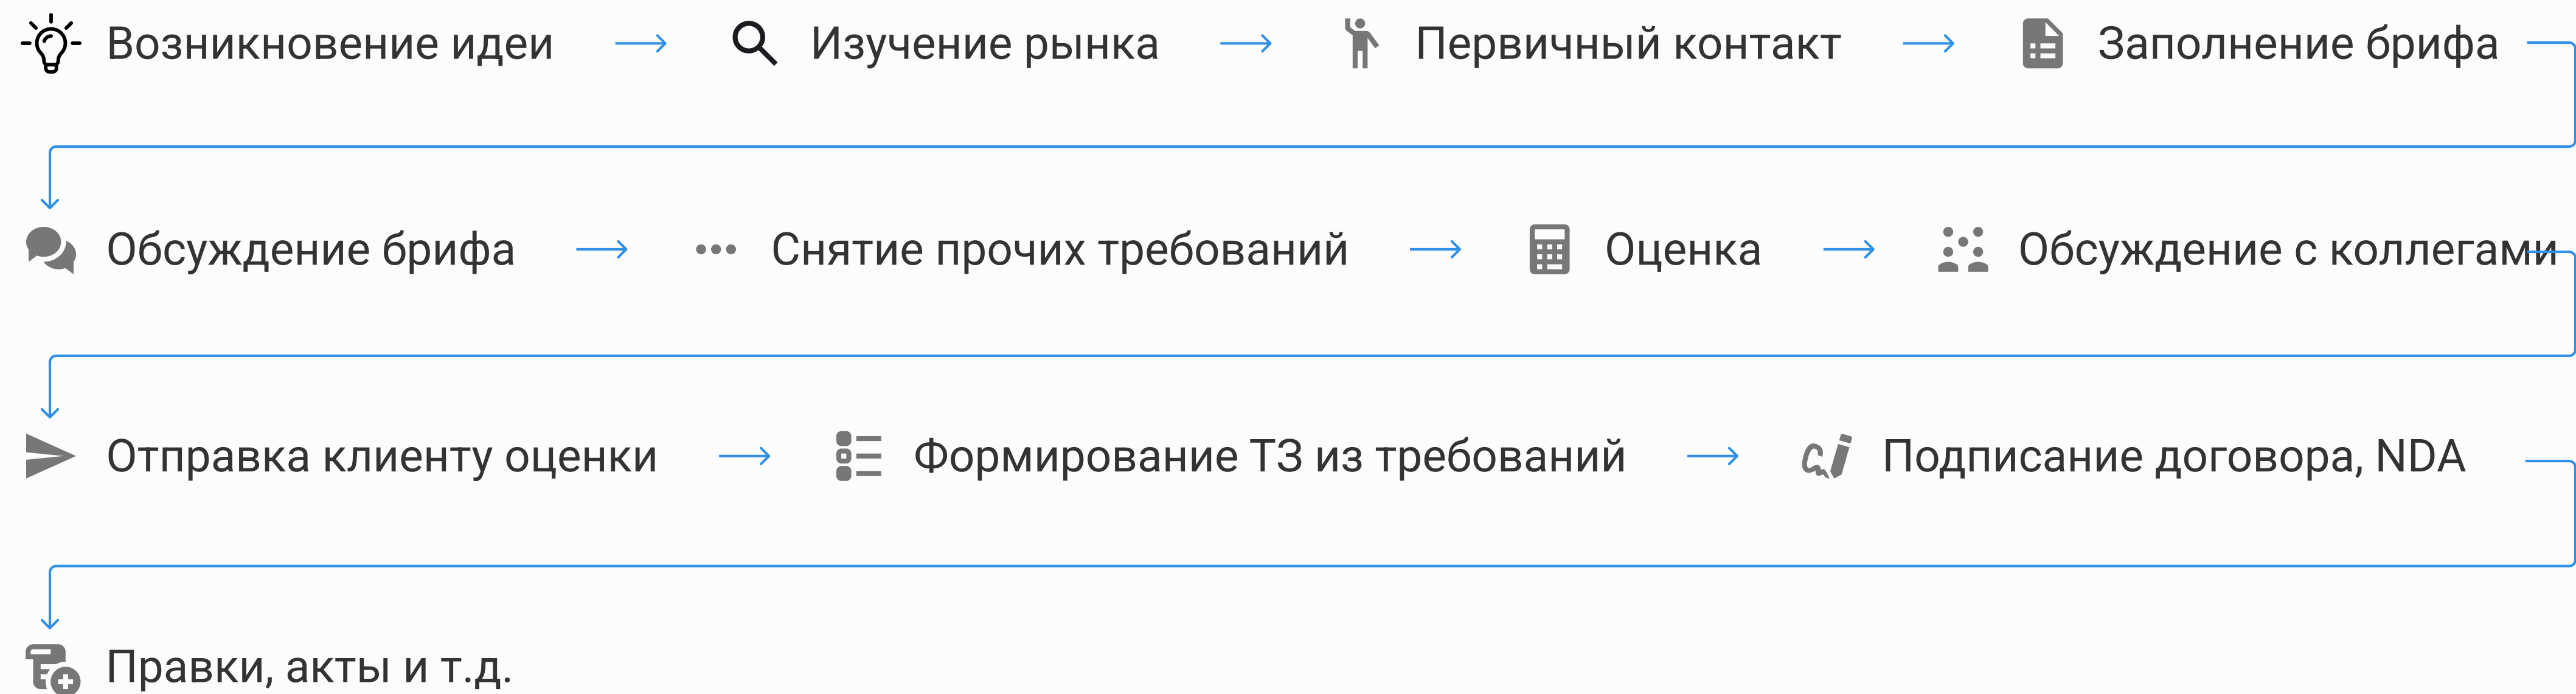 Возникновение идеи Изучение рынка Первичный контакт Заполнение брифа
Обсуждение брифа Снятие прочих требований Оценка Обсуждение с коллегами
Отправка клиенту оценки Формирование ТЗ из требований Подписание договора, NDA
Правки, акты и т.д.